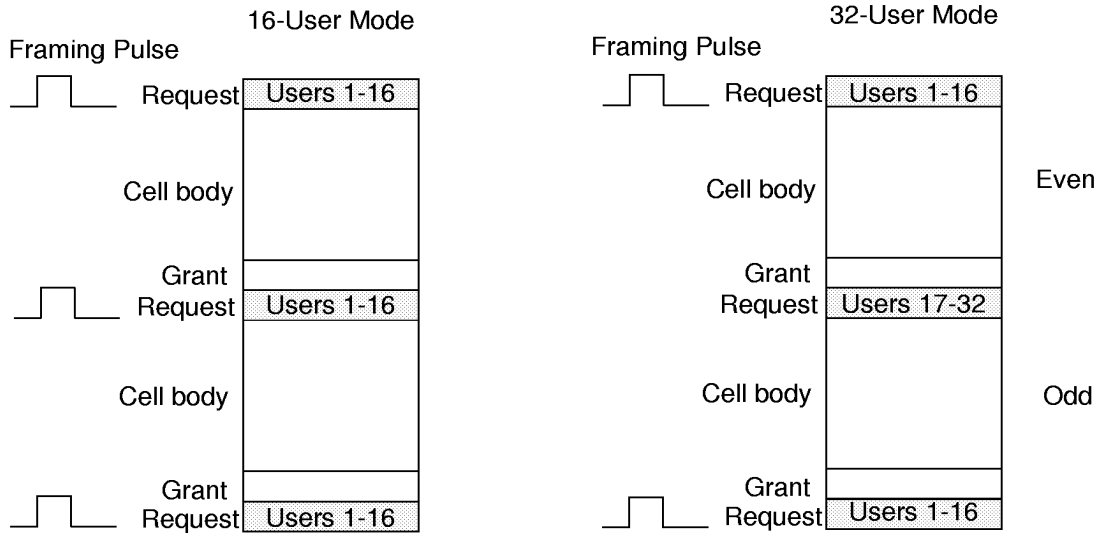 16-User Mode
Framing Pulse
Request Users 1-16
Cell body
Grant
Request Users 1-16
Cell body
Grant
Request Users 1-16
32-User Mode
Framing Pulse
Request Users 1-16
Cell body
Even
Grant
Request Users 17-32
Cell body
Odd
Grant
Request Users 1-16